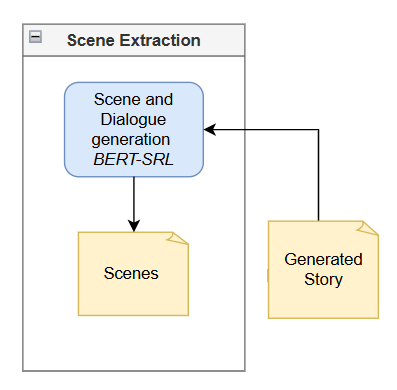 Scene Extraction
Scene and
Dialogue
generation
BERT-SRL
Scenes
Generated
Story